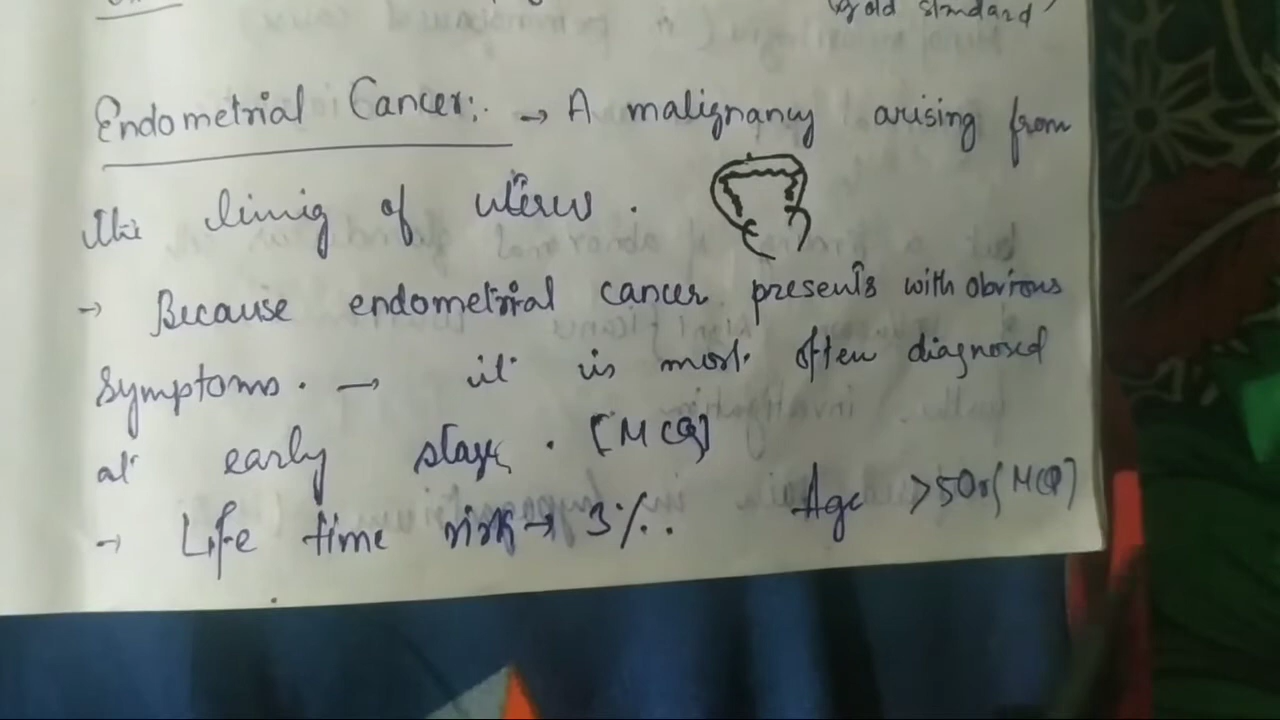 gold standard
Endometrial Cancer:. → A malignancy arising from
the linig of uterus.
→ Because endometrial cancer presents with obvious
symptoms. → it is most often diagnosed
at early stage. [MCQ]
→ Life time risk → 3%. Age >50 (MCQ)